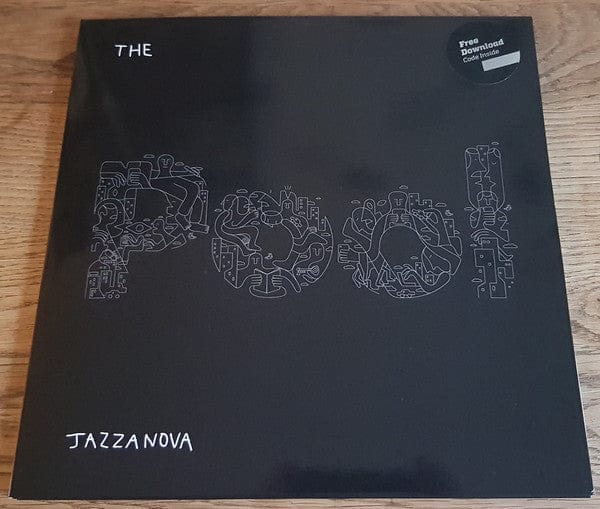 THE
Free
Download
Code Inside
Pool
JAZZANOVA